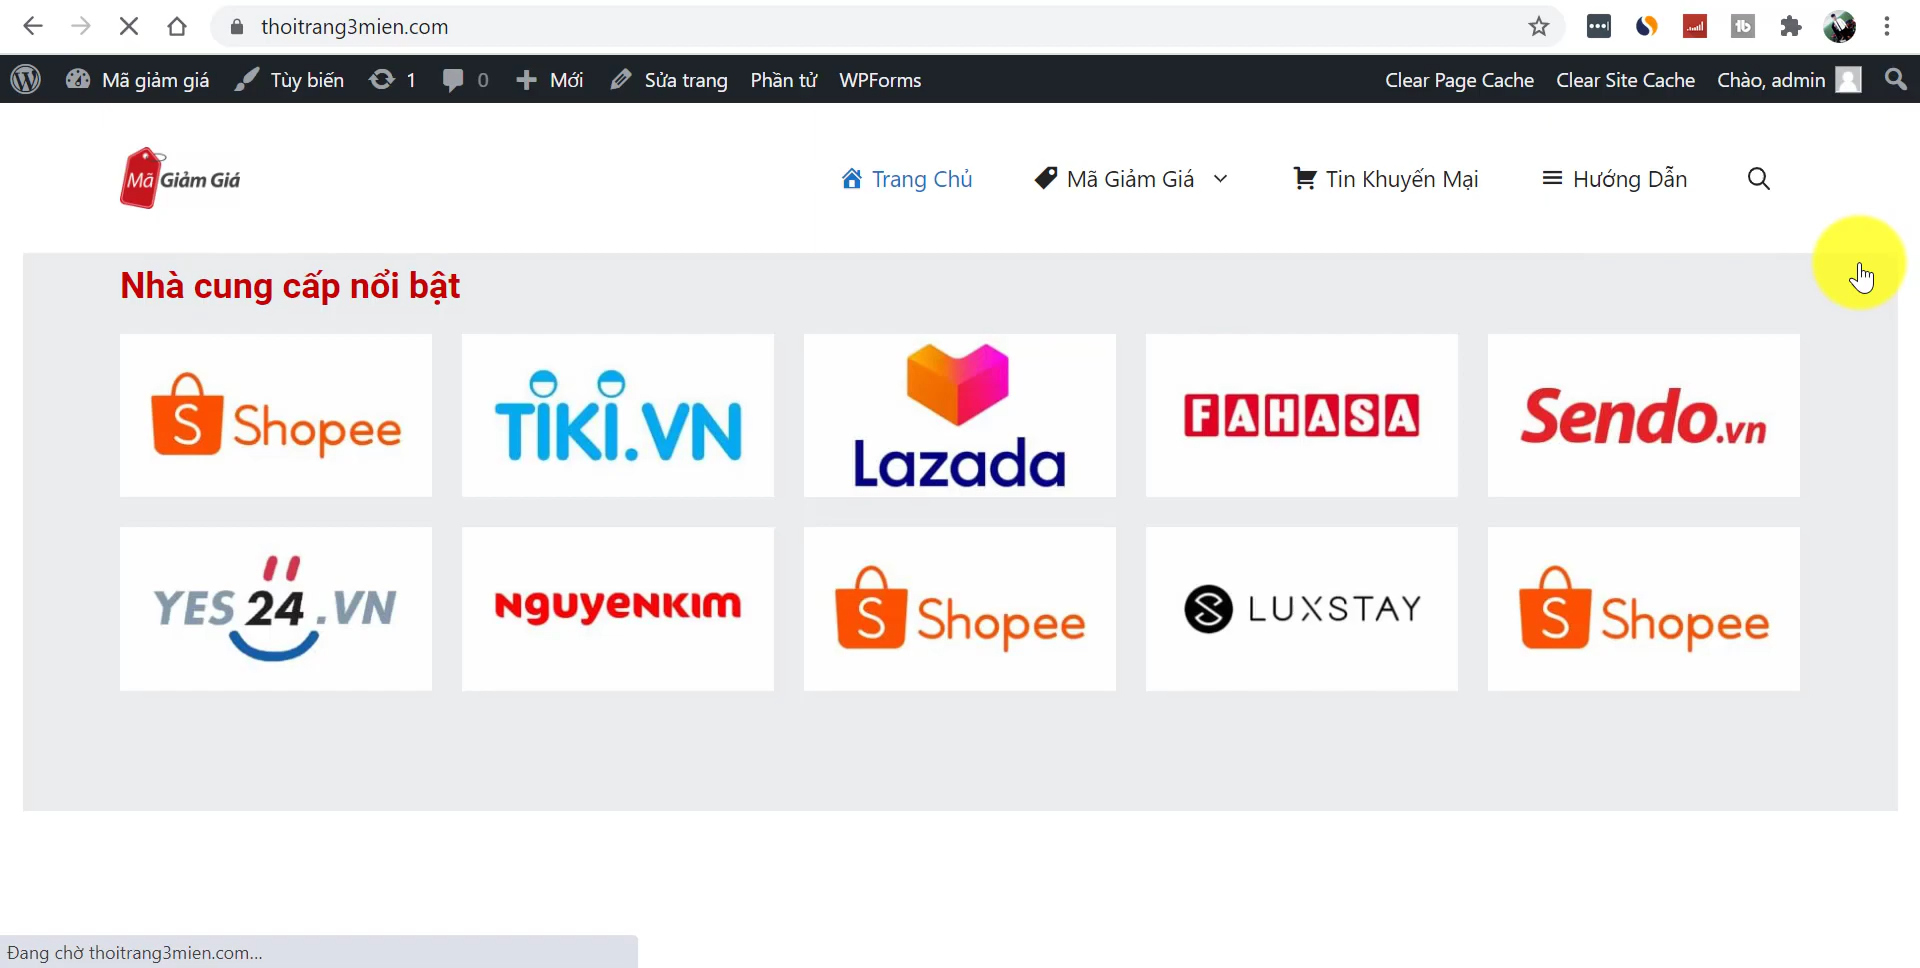 thoitrang3mien.com
Mã giảm giá Tùy biến 1 0 Mới Sửa trang Phần tử WPForms Clear Page Cache Clear Site Cache Chào, admin
Mã Giảm Giá
Trang Chủ Mã Giảm Giá Tin Khuyến Mại Hướng Dẫn
Nhà cung cấp nổi bật
S Shopee
TIKI.VN
Lazada
FAHASA
Sendo.vn
YES 24 .VN
NGUYENKIM
S Shopee
LUXSTAY
S Shopee
Đang chờ thoitrang3mien.com...